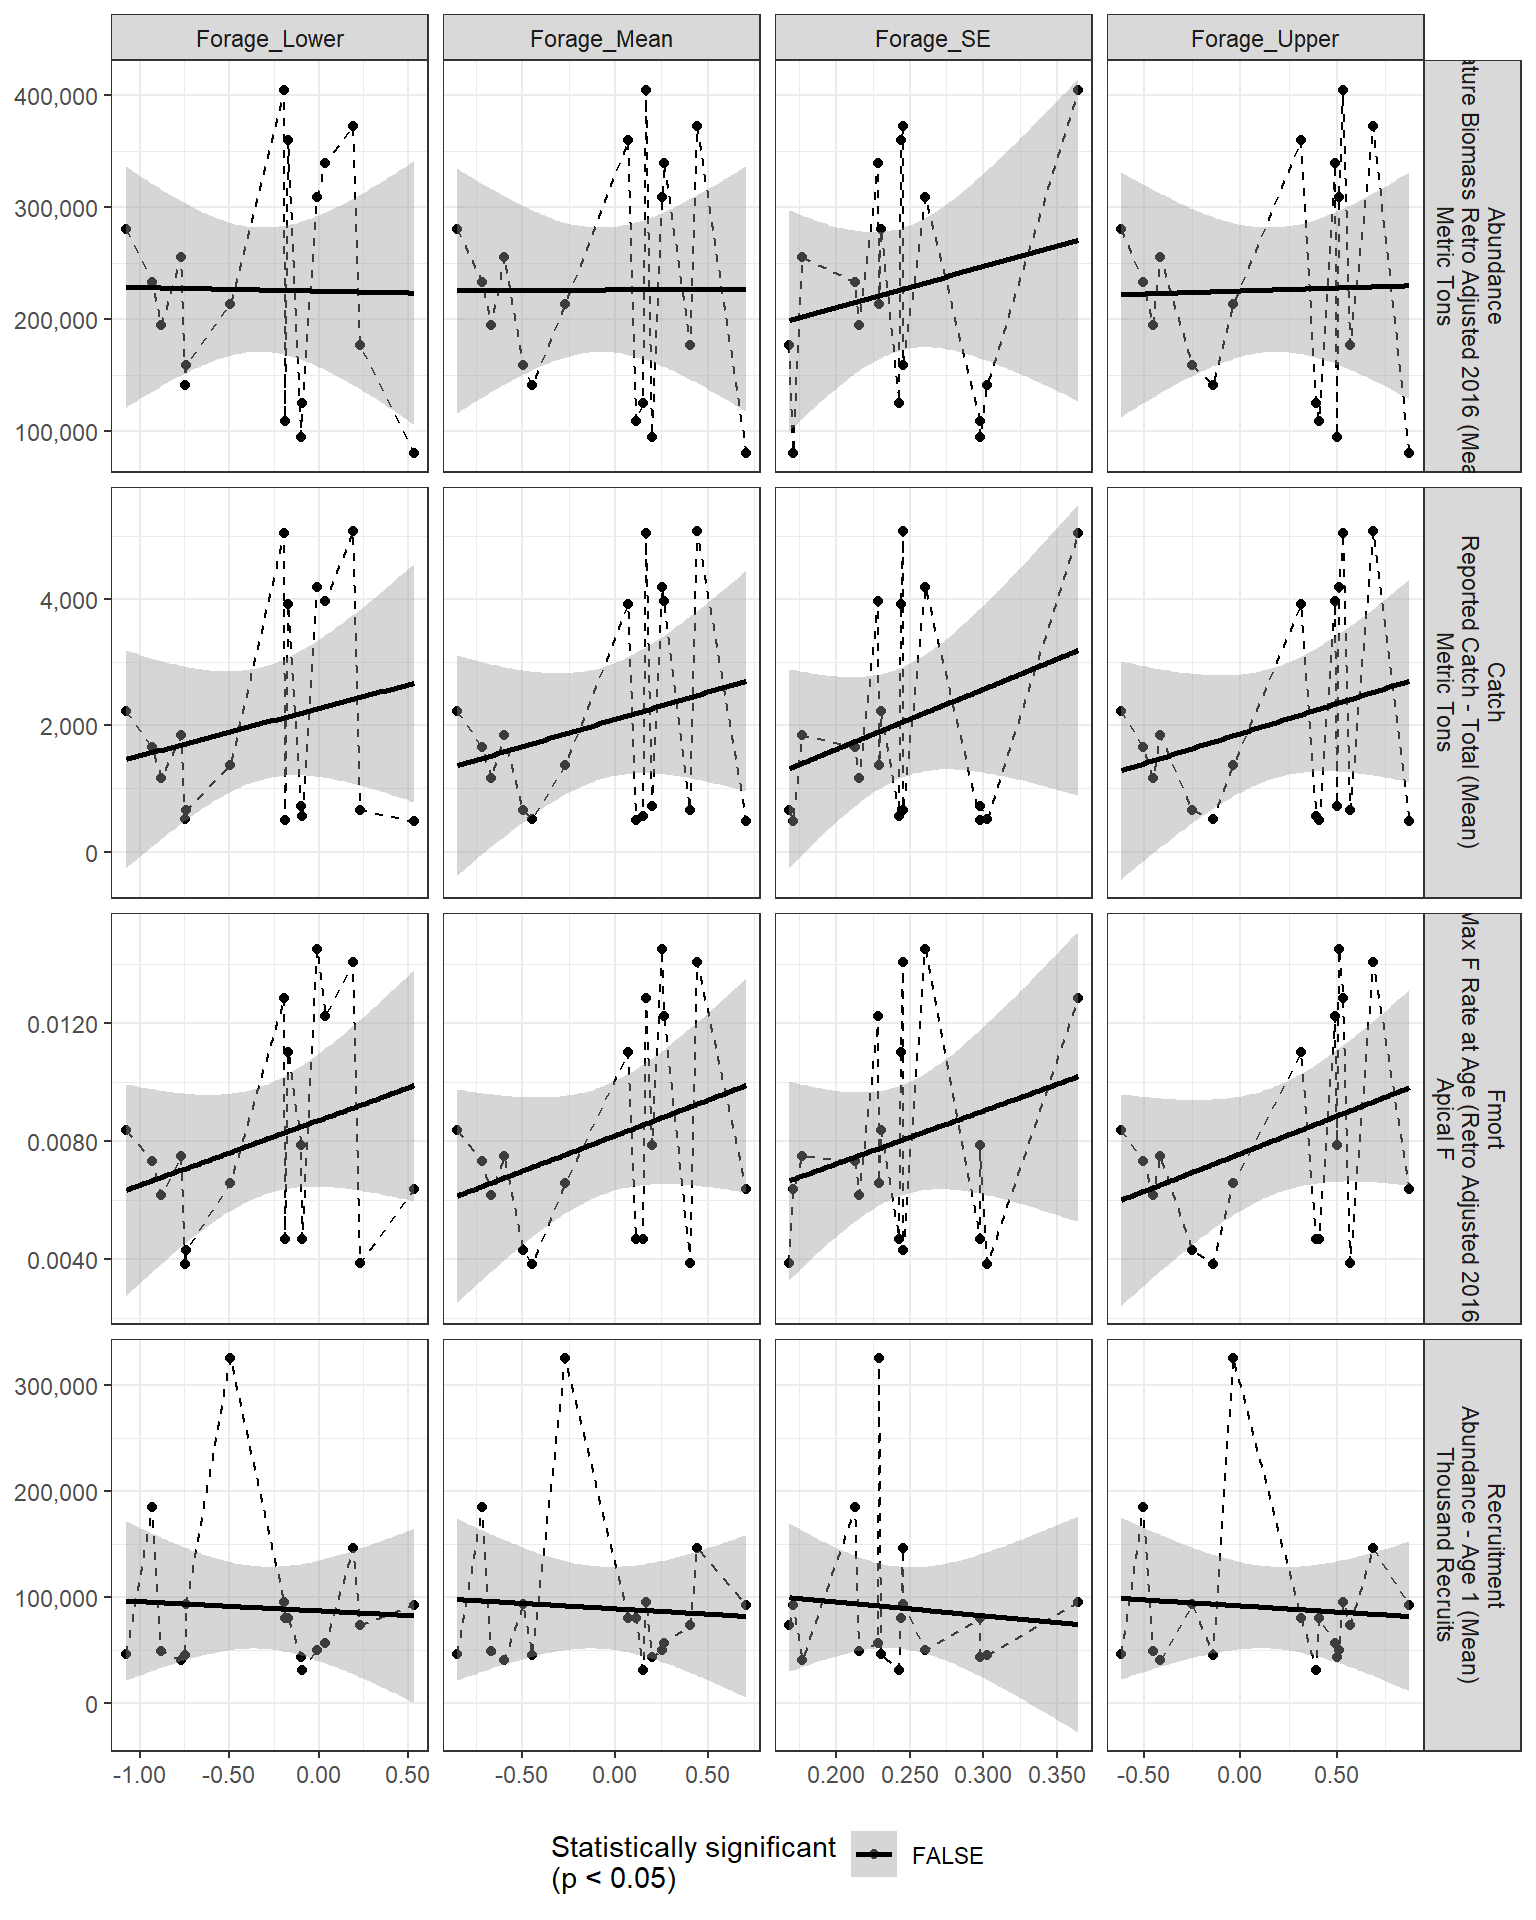 Forage_Lower Forage_Mean Forage_SE Forage_Upper
400,000
300,000
200,000
100,000
Abundance
ature Biomass Retro Adjusted 2016 (Mea
Metric Tons
4,000
2,000
0
Catch
Reported Catch - Total (Mean)
Metric Tons
0.0120
0.0080
0.0040
Fmort
Max F Rate at Age (Retro Adjusted 2016
Apical F
300,000
200,000
100,000
0
Recruitment
Abundance - Age 1 (Mean)
Thousand Recruits
-1.00 -0.50 0.00 0.50 -0.50 0.00 0.50 0.200 0.250 0.300 0.350 -0.50 0.00 0.50
Statistically significant
(p < 0.05)
FALSE